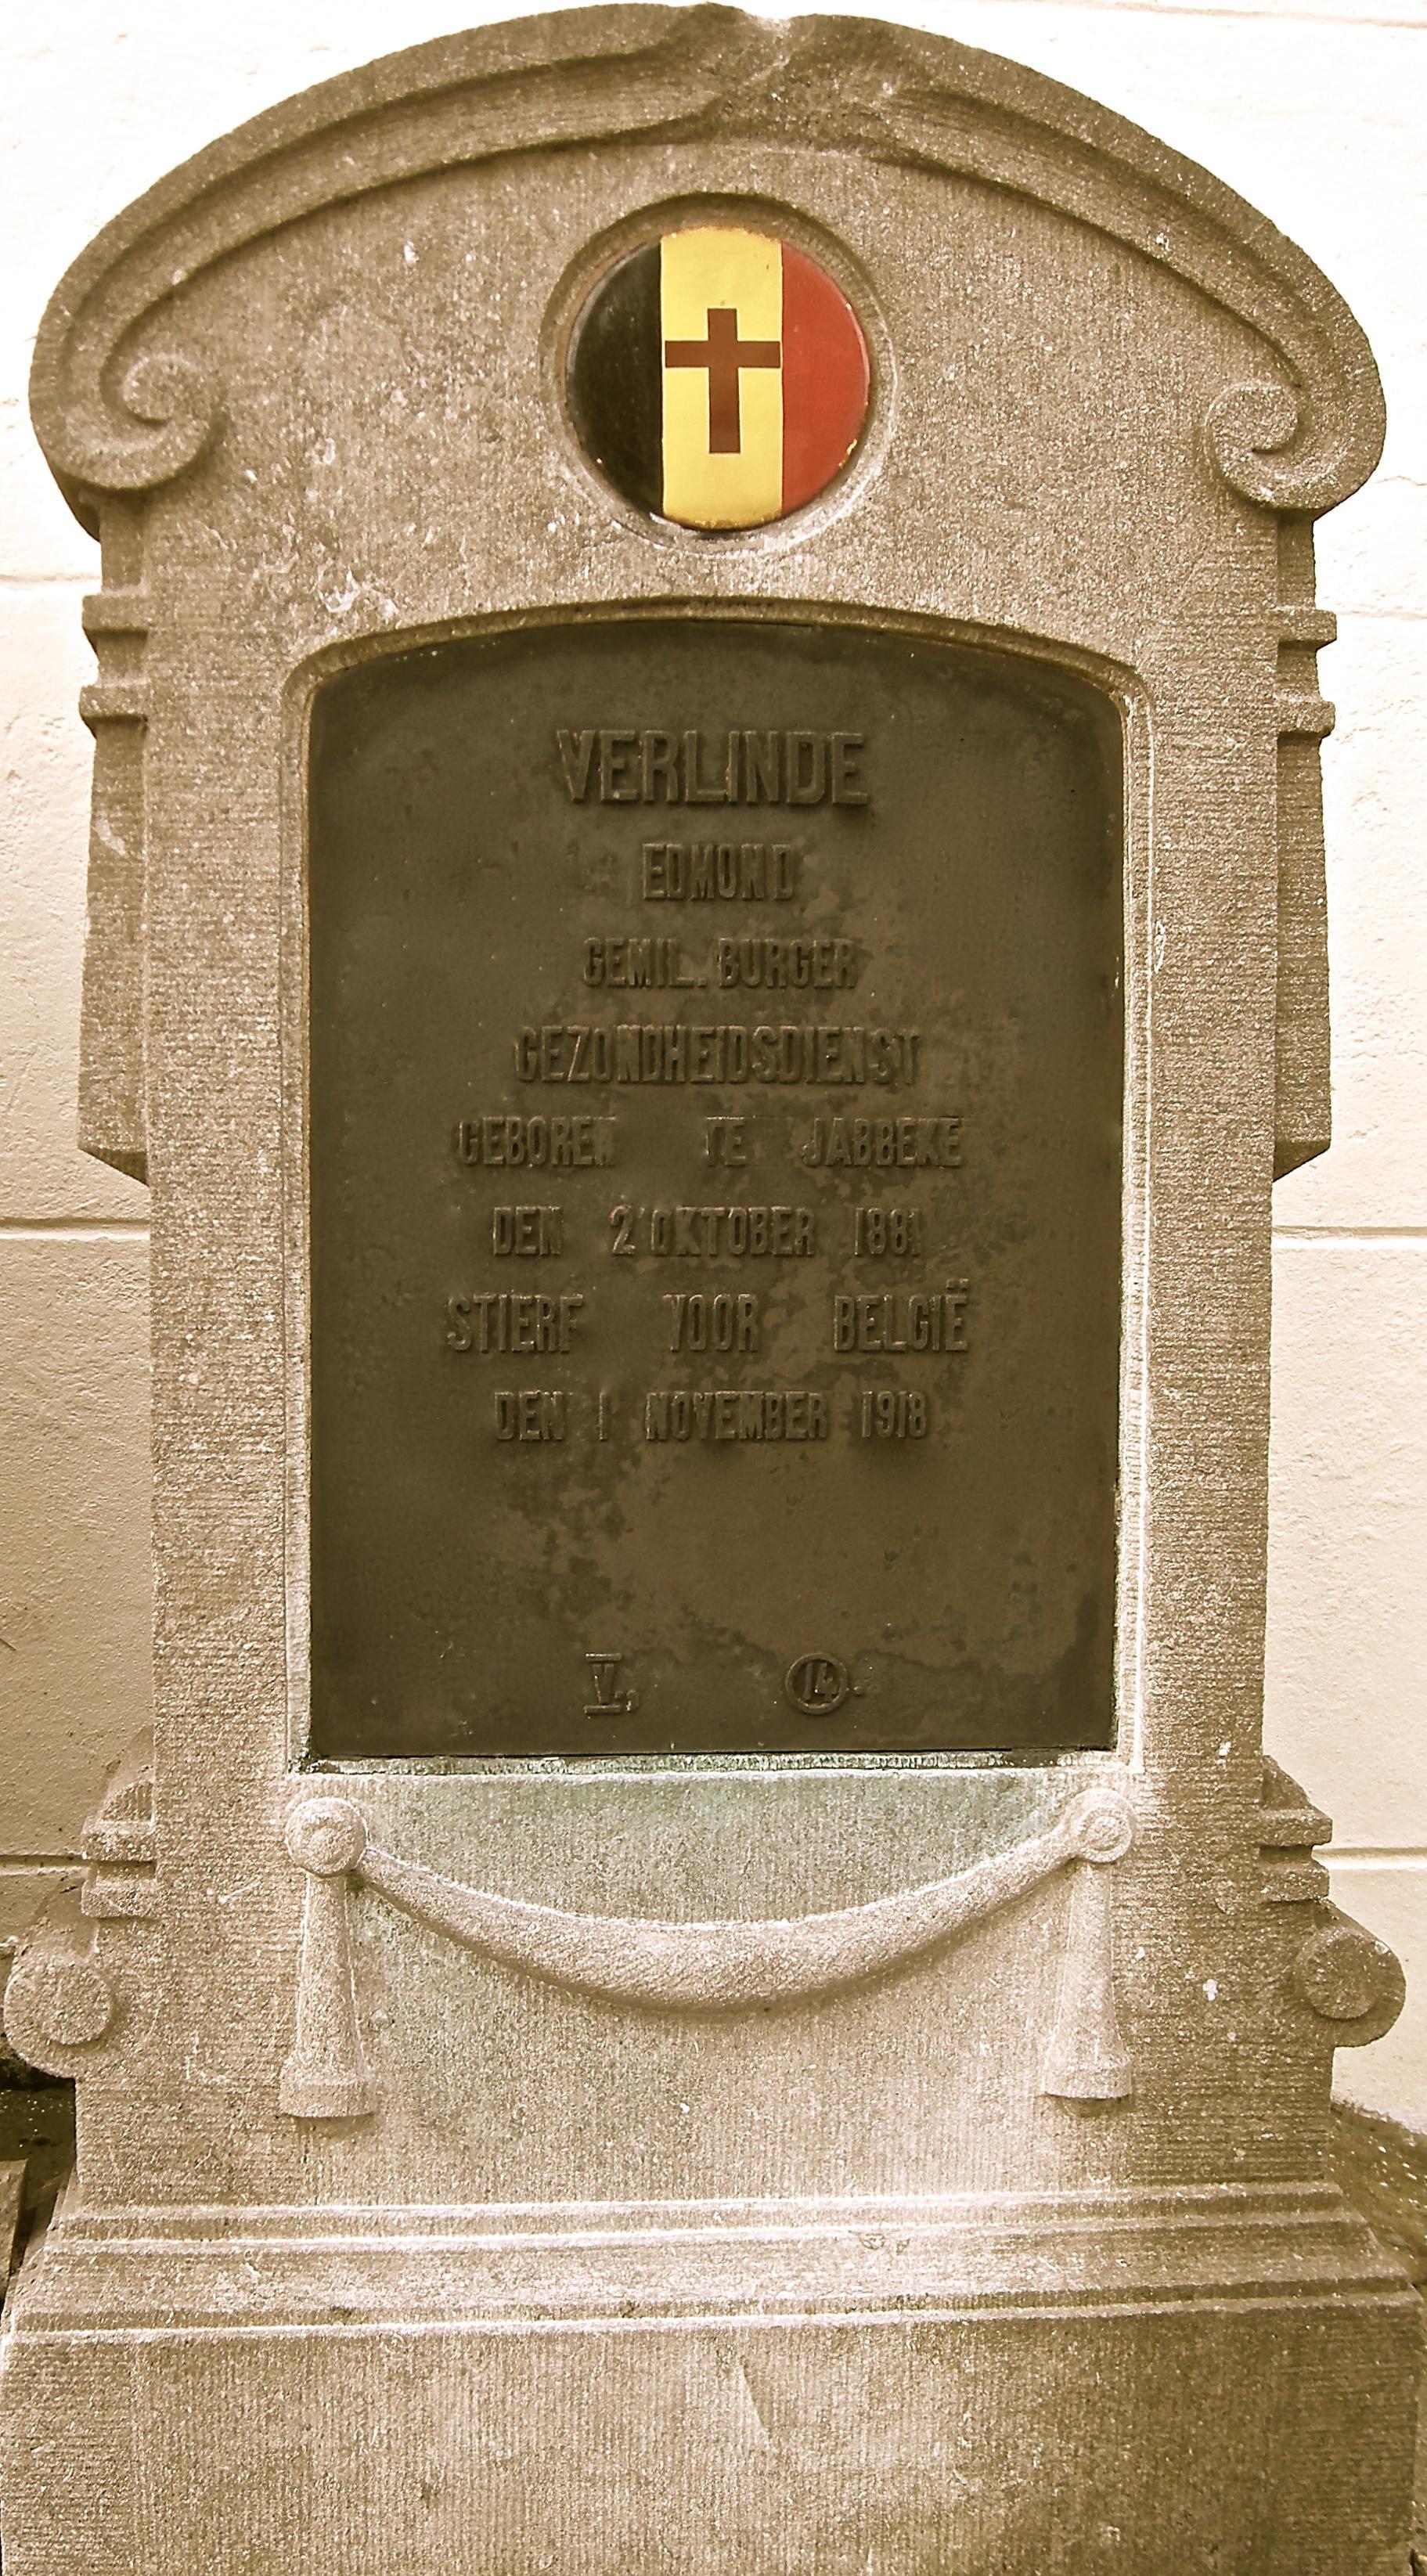 VERLINDE
EDMOND
GEMIL. BURGER
GEZONDHEIDSDIENST
GEBOREN TE JABBEKE
DEN 2 OKTOBER 1881
STIERF VOOR BELGIË
DEN 1 NOVEMBER 1918
V, 14.